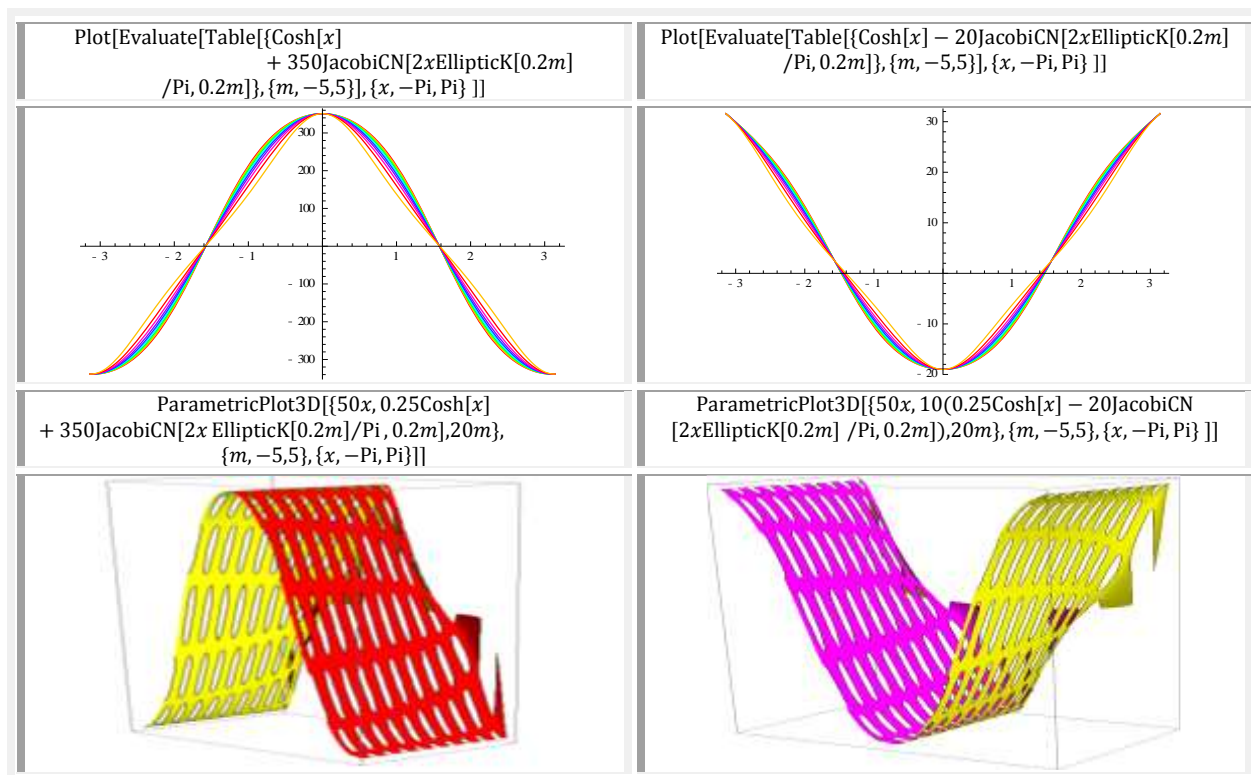 Plot[Evaluate[Table[{Cosh[x]
+ 350JacobiCN[2xEllipticK[0.2m]
/Pi, 0.2m]}, {m, −5,5}], {x, −Pi, Pi} ]]
Plot[Evaluate[Table[{Cosh[x] − 20JacobiCN[2xEllipticK[0.2m]
/Pi, 0.2m]}, {m, −5,5}], {x, −Pi, Pi} ]]
300
200
100
- 3 - 2 - 1 1 2 3
- 100
- 200
- 300
30
20
10
- 3 - 2 - 1 1 2 3
- 10
- 20
ParametricPlot3D[{50x, 0.25Cosh[x]
+ 350JacobiCN[2x EllipticK[0.2m]/Pi , 0.2m],20m},
{m, −5,5}, {x, −Pi, Pi}]]
ParametricPlot3D[{50x, 10(0.25Cosh[x] − 20JacobiCN
[2xEllipticK[0.2m] /Pi, 0.2m]),20m}, {m, −5,5}, {x, −Pi, Pi} ]]